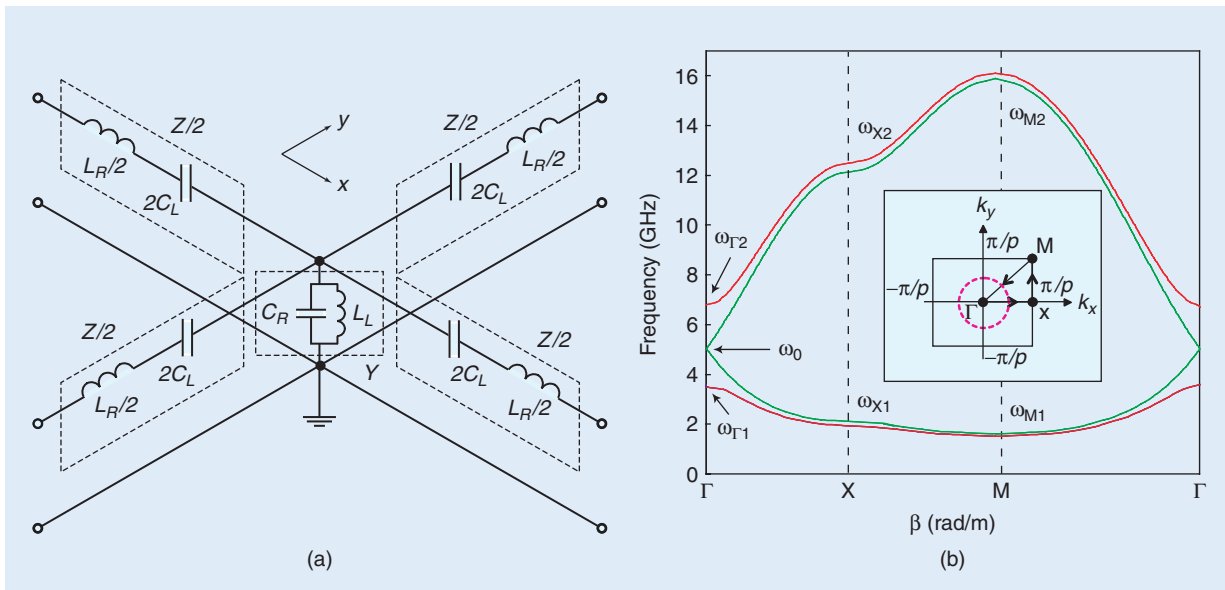 Z/2
L_R/2
2C_L
y
x
Z/2
2C_L
L_R/2
C_R
L_L
Y
Z/2
2C_L
L_R/2
Z/2
2C_L
L_R/2
(a)
Frequency (GHz)
16
14
12
10
8
6
4
2
0
ω_Γ2
ω_0
ω_Γ1
ω_X2
ω_X1
ω_M2
ω_M1
k_y
π/p
M
−π/p
π/p
Γ
x
k_x
−π/p
Γ
X
M
Γ
β (rad/m)
(b)